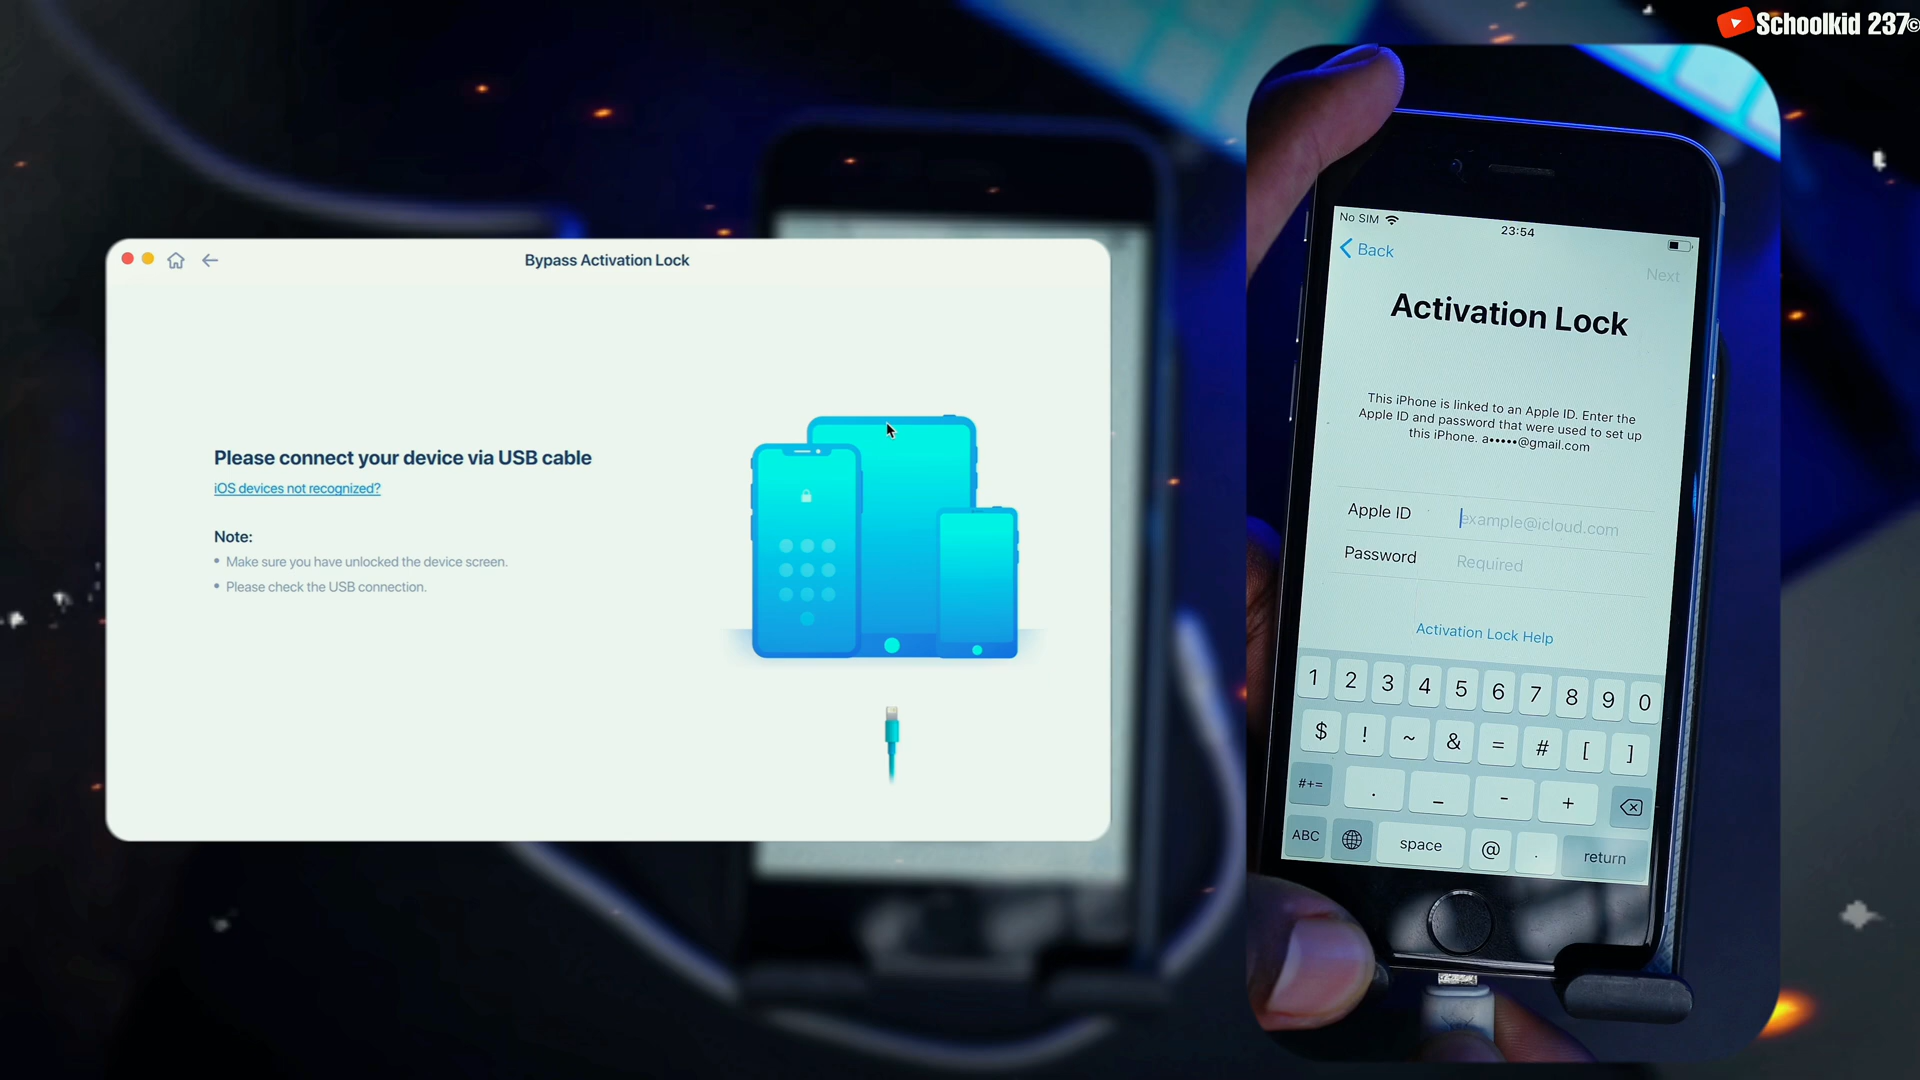 Schoolkid 237©
Bypass Activation Lock
Please connect your device via USB cable
iOS devices not recognized?
Note:
• Make sure you have unlocked the device screen.
• Please check the USB connection.
No SIM
23:54
Back
Next
Activation Lock
This iPhone is linked to an Apple ID. Enter the
Apple ID and password that were used to set up
this iPhone. a•••••@gmail.com
Apple ID example@icloud.com
Password Required
Activation Lock Help
1 2 3 4 5 6 7 8 9 0
$ ! ~ & = # [ ]
#+= . _ - +
ABC space @ . return